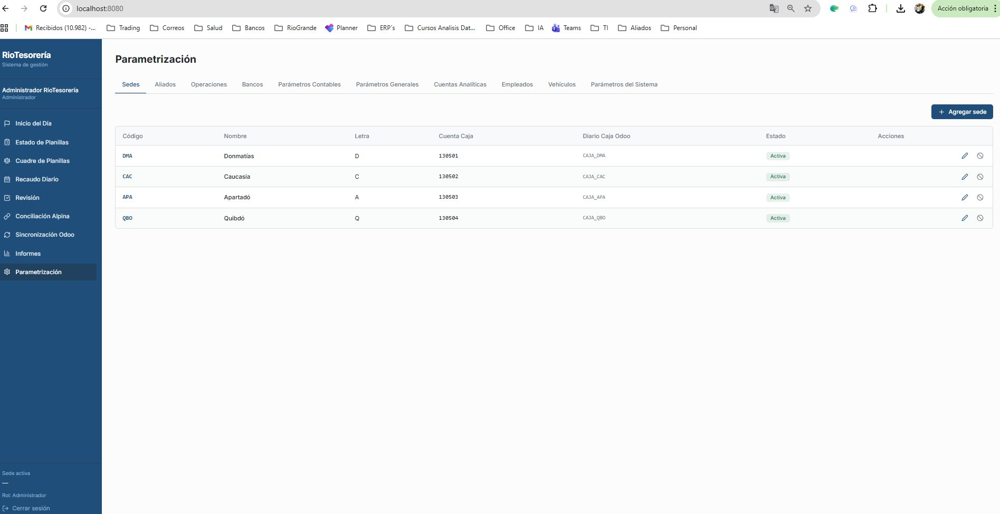 localhost:8080
Acción obligatoria
Recibidos (10.982) -...
Trading
Correos
Salud
Bancos
RioGrande
Planner
ERP´s
Cursos Analisis Dat...
Office
IA
Teams
TI
Aliados
Personal
RioTesorería
Sistema de gestión
Administrador RioTesorería
Administrador
Inicio del Día
Estado de Planillas
Cuadre de Planillas
Recaudo Diario
Revisión
Conciliación Alpina
Sincronización Odoo
Informes
Parametrización
Sede activa
—
Rol: Administrador
Cerrar sesión
Parametrización
Sedes Aliados Operaciones Bancos Parámetros Contables Parámetros Generales Cuentas Analíticas Empleados Vehículos Parámetros del Sistema
+ Agregar sede
Código Nombre Letra Cuenta Caja Diario Caja Odoo Estado Acciones
DMA Donmatías D 130501 CAJA_DMA Activa
CAC Caucasia C 130502 CAJA_CAC Activa
APA Apartadó A 130503 CAJA_APA Activa
QBO Quibdó Q 130504 CAJA_QBO Activa